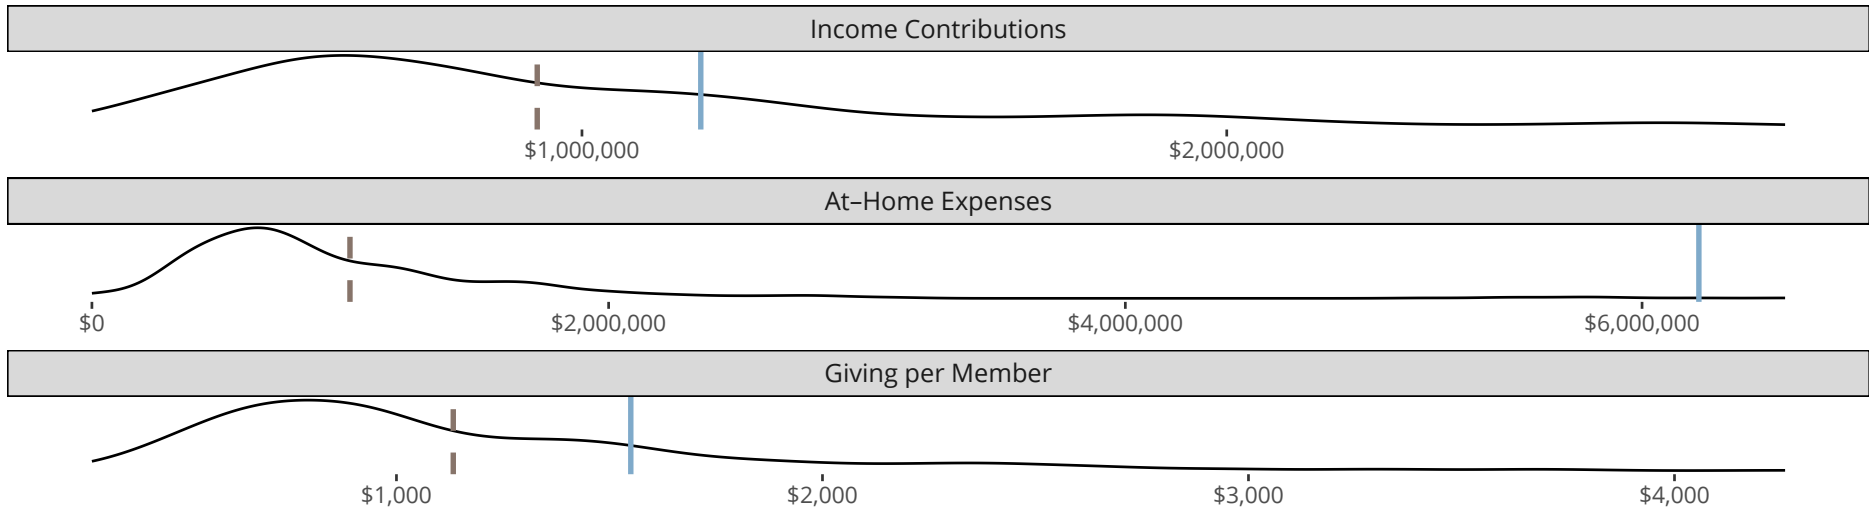 Income Contributions
$1,000,000 $2,000,000
At–Home Expenses
$0 $2,000,000 $4,000,000 $6,000,000
Giving per Member
$1,000 $2,000 $3,000 $4,000